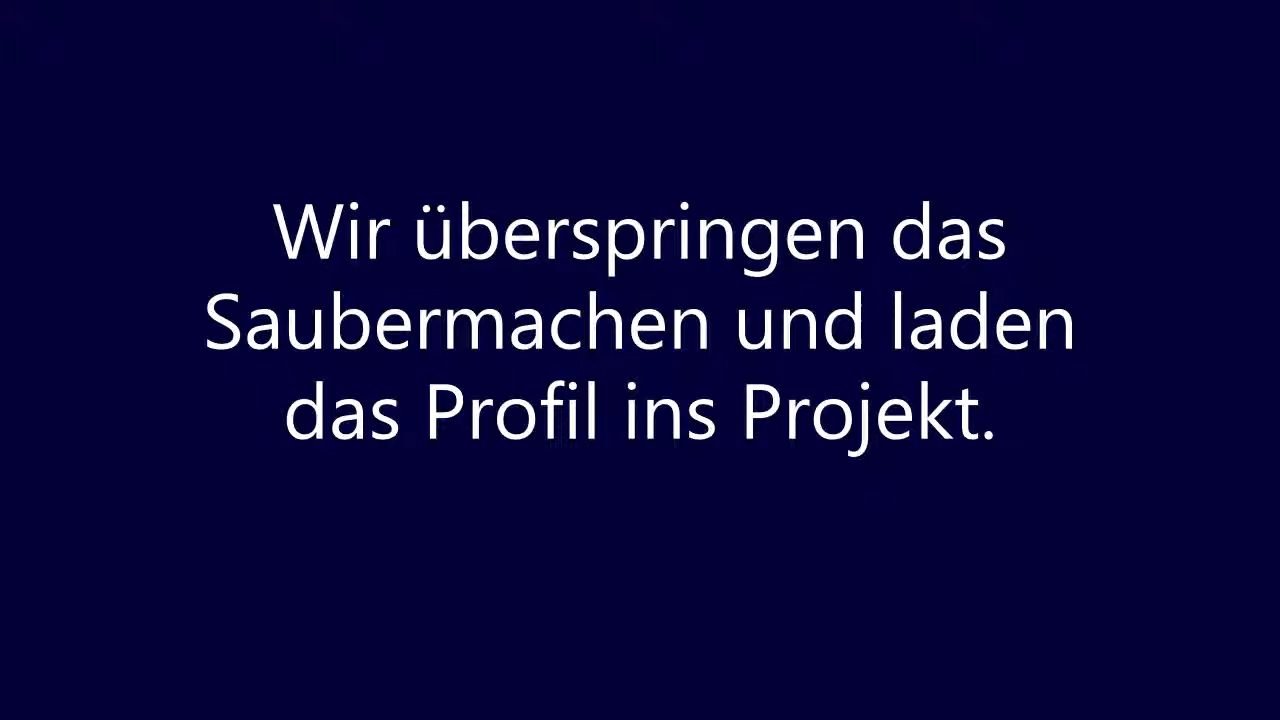 Wir überspringen das
Saubermachen und laden
das Profil ins Projekt.